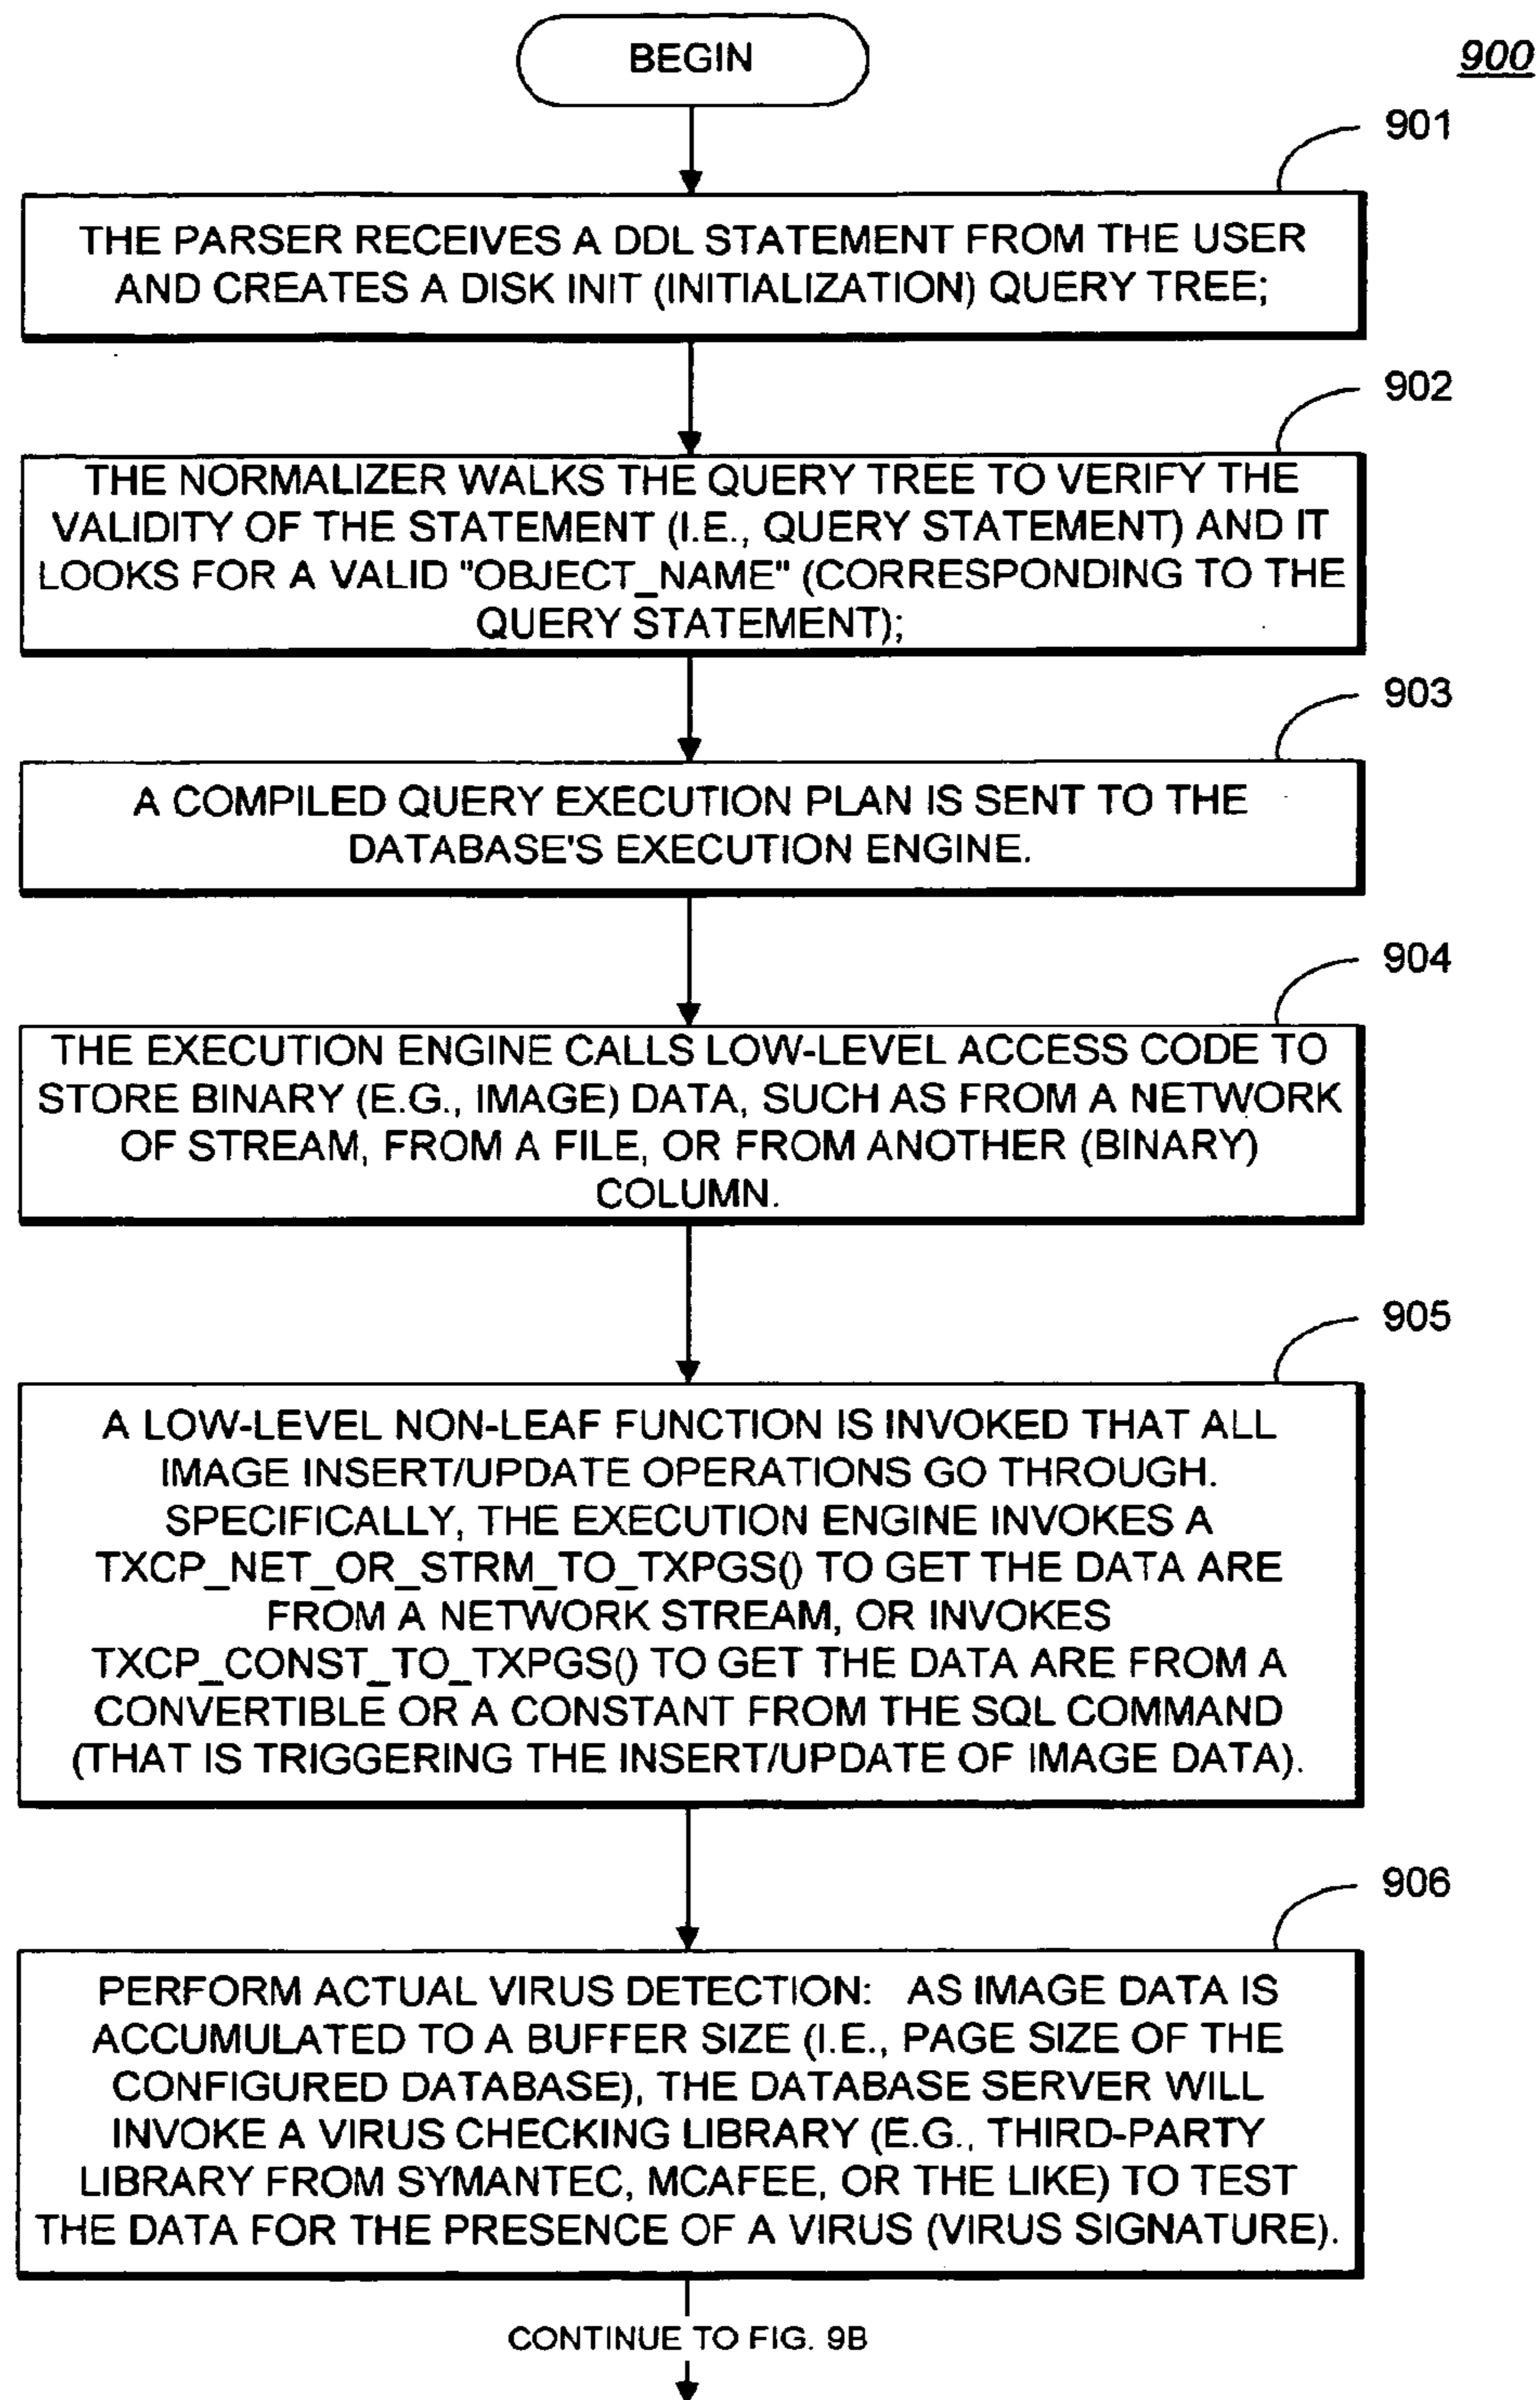 BEGIN
900
901
THE PARSER RECEIVES A DDL STATEMENT FROM THE USER
AND CREATES A DISK INIT (INITIALIZATION) QUERY TREE;
902
THE NORMALIZER WALKS THE QUERY TREE TO VERIFY THE
VALIDITY OF THE STATEMENT (I.E., QUERY STATEMENT) AND IT
LOOKS FOR A VALID "OBJECT_NAME" (CORRESPONDING TO THE
QUERY STATEMENT);
903
A COMPILED QUERY EXECUTION PLAN IS SENT TO THE
DATABASE'S EXECUTION ENGINE.
904
THE EXECUTION ENGINE CALLS LOW-LEVEL ACCESS CODE TO
STORE BINARY (E.G., IMAGE) DATA, SUCH AS FROM A NETWORK
OF STREAM, FROM A FILE, OR FROM ANOTHER (BINARY)
COLUMN.
905
A LOW-LEVEL NON-LEAF FUNCTION IS INVOKED THAT ALL
IMAGE INSERT/UPDATE OPERATIONS GO THROUGH.
SPECIFICALLY, THE EXECUTION ENGINE INVOKES A
TXCP_NET_OR_STRM_TO_TXPGS() TO GET THE DATA ARE
FROM A NETWORK STREAM, OR INVOKES
TXCP_CONST_TO_TXPGS() TO GET THE DATA ARE FROM A
CONVERTIBLE OR A CONSTANT FROM THE SQL COMMAND
(THAT IS TRIGGERING THE INSERT/UPDATE OF IMAGE DATA).
906
PERFORM ACTUAL VIRUS DETECTION: AS IMAGE DATA IS
ACCUMULATED TO A BUFFER SIZE (I.E., PAGE SIZE OF THE
CONFIGURED DATABASE), THE DATABASE SERVER WILL
INVOKE A VIRUS CHECKING LIBRARY (E.G., THIRD-PARTY
LIBRARY FROM SYMANTEC, MCAFEE, OR THE LIKE) TO TEST
THE DATA FOR THE PRESENCE OF A VIRUS (VIRUS SIGNATURE).
CONTINUE TO FIG. 9B